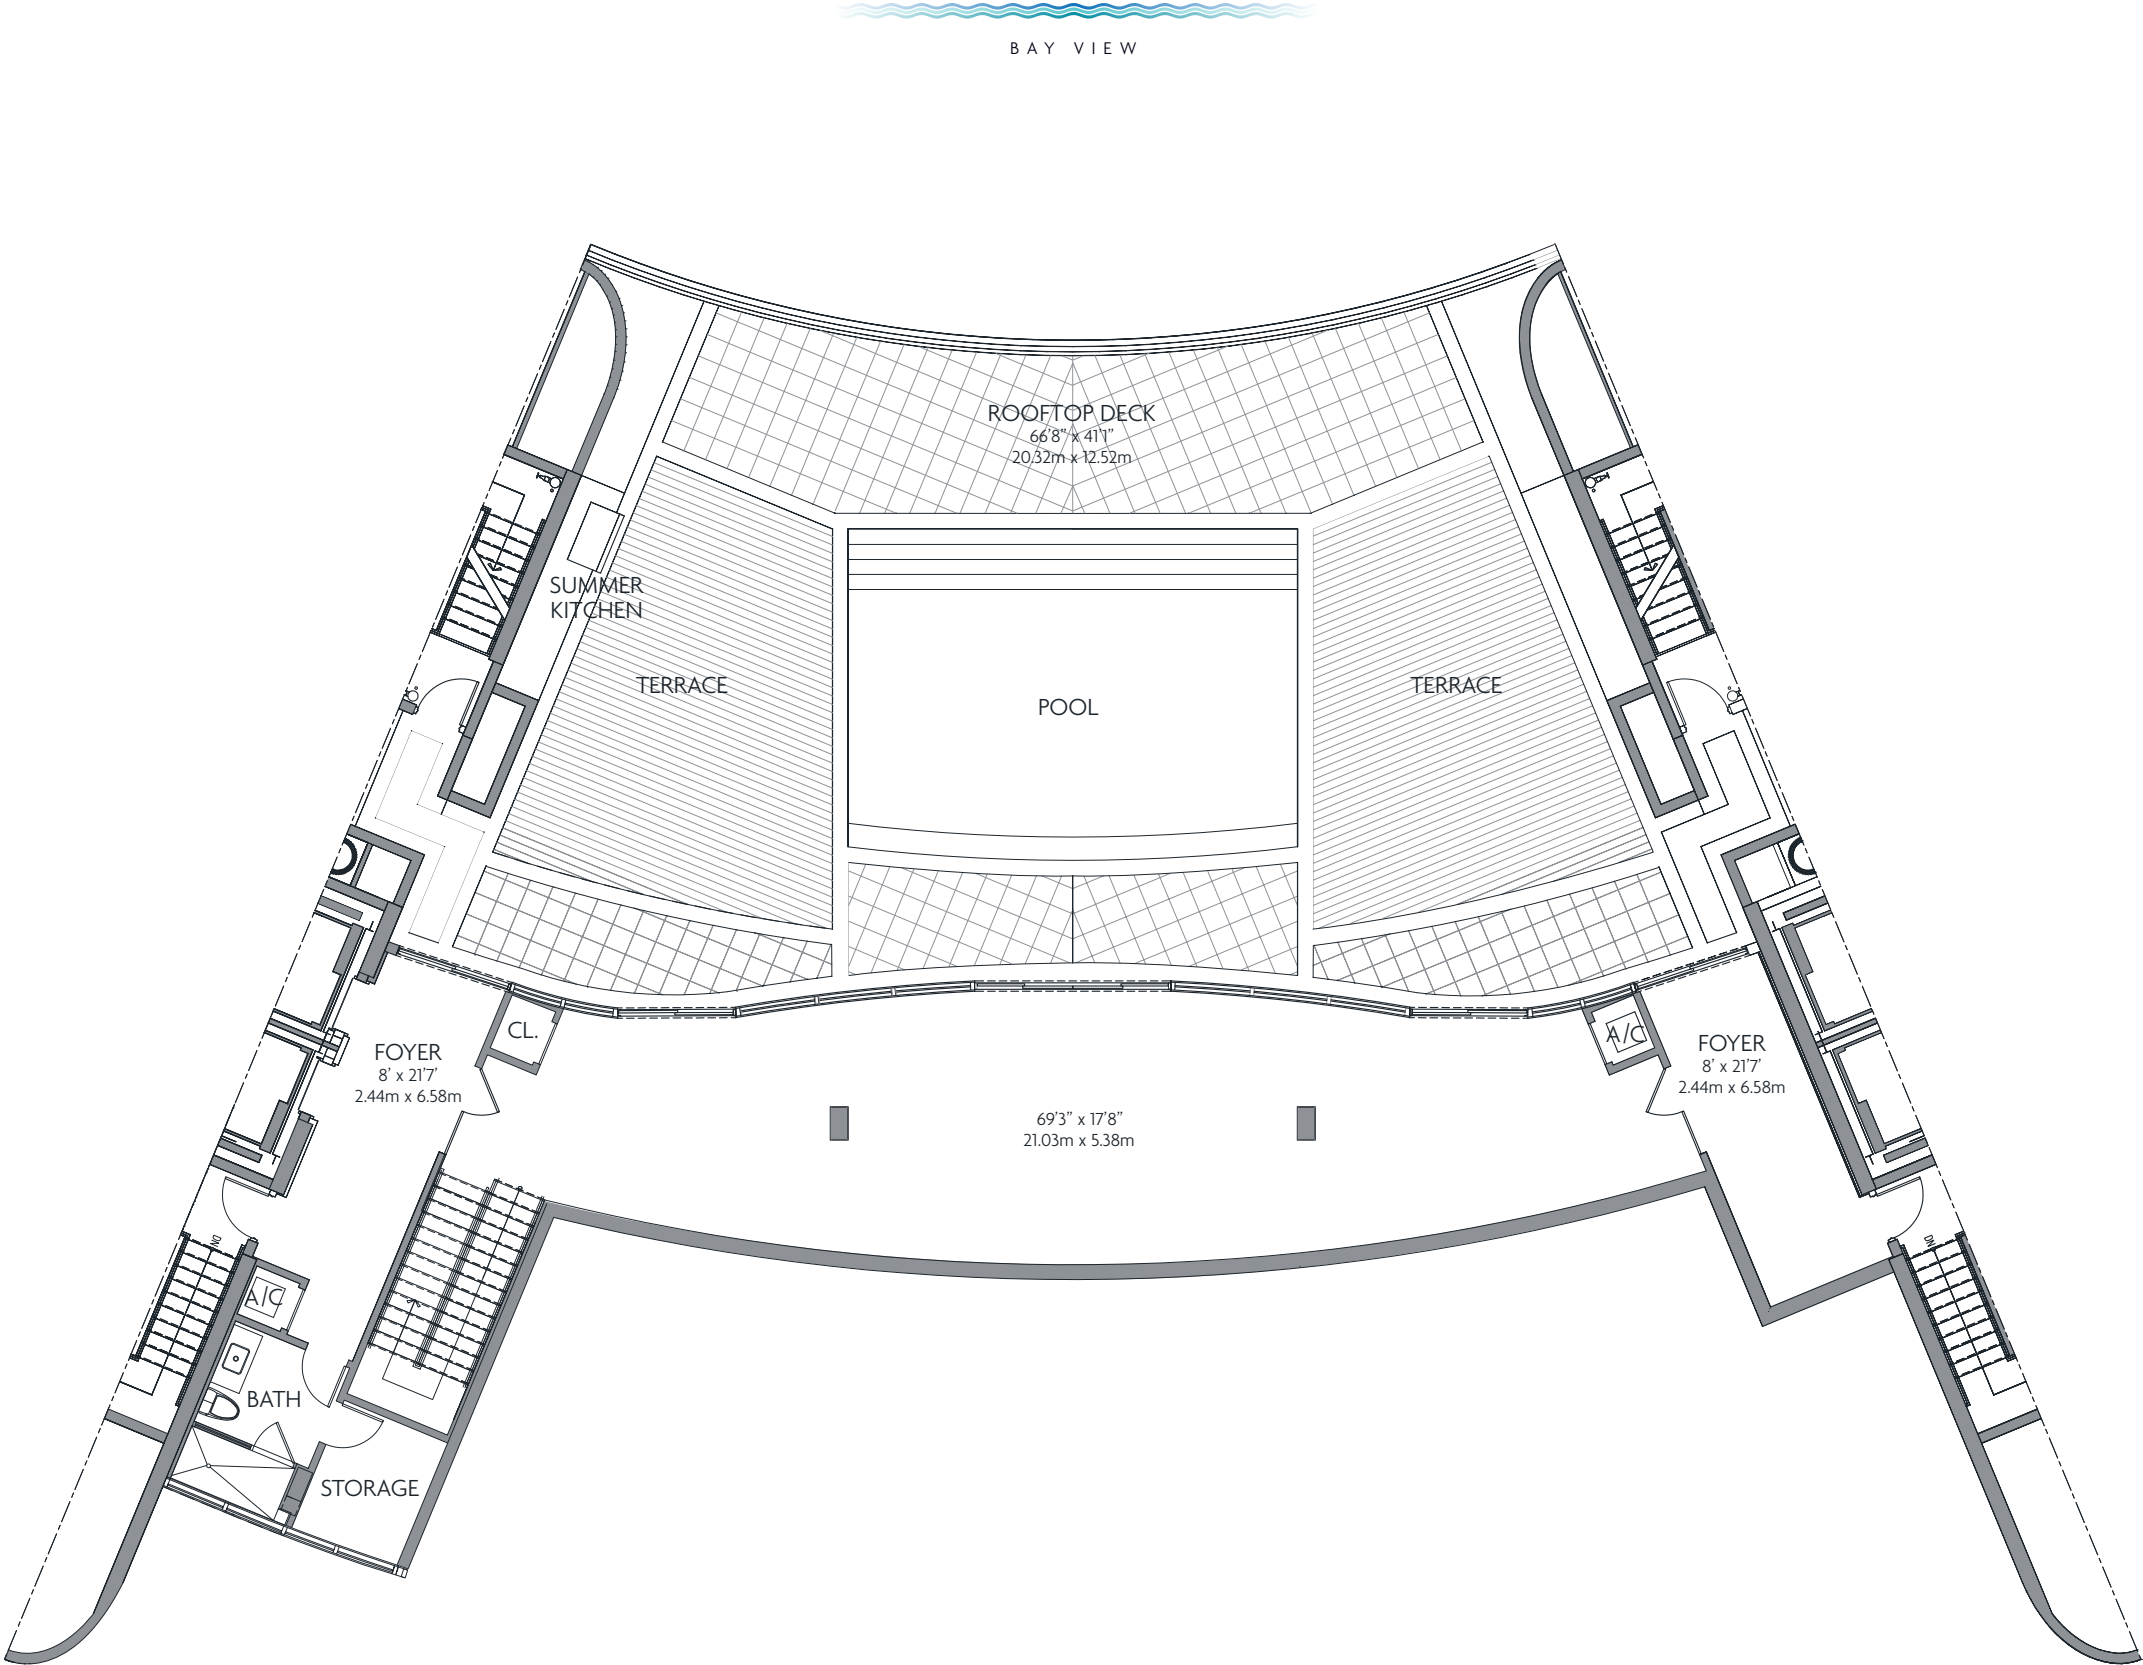 BAY VIEW
ROOFTOP DECK
66'8" x 41'1"
20.32m x 12.52m
SUMMER
KITCHEN
TERRACE
POOL
TERRACE
CL.
FOYER
8' x 21'7'
2.44m x 6.58m
A/C
FOYER
8' x 21'7'
2.44m x 6.58m
69'3" x 17'8"
21.03m x 5.38m
DN
DN
A/C
BATH
STORAGE